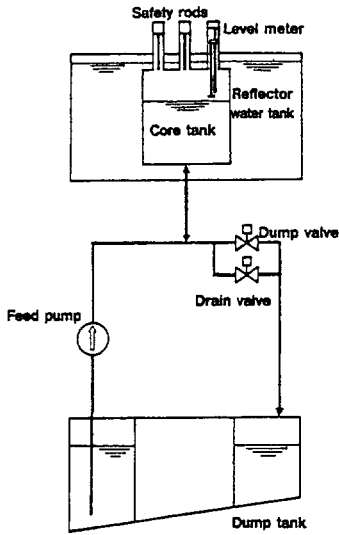 Safety rods
Level meter
Reflector
water tank
Core tank
Dump valve
Drain valve
Feed pump
Dump tank